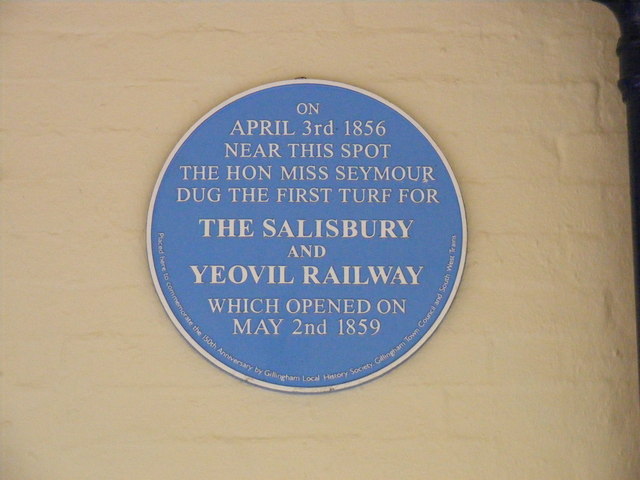 ON
APRIL 3rd 1856
NEAR THIS SPOT
THE HON MISS SEYMOUR
DUG THE FIRST TURF FOR
THE SALISBURY
AND
YEOVIL RAILWAY
WHICH OPENED ON
MAY 2nd 1859
Placed here to commemorate the 150th Anniversary by Gillingham Local History Society Gillingham Town Council and South West Trains